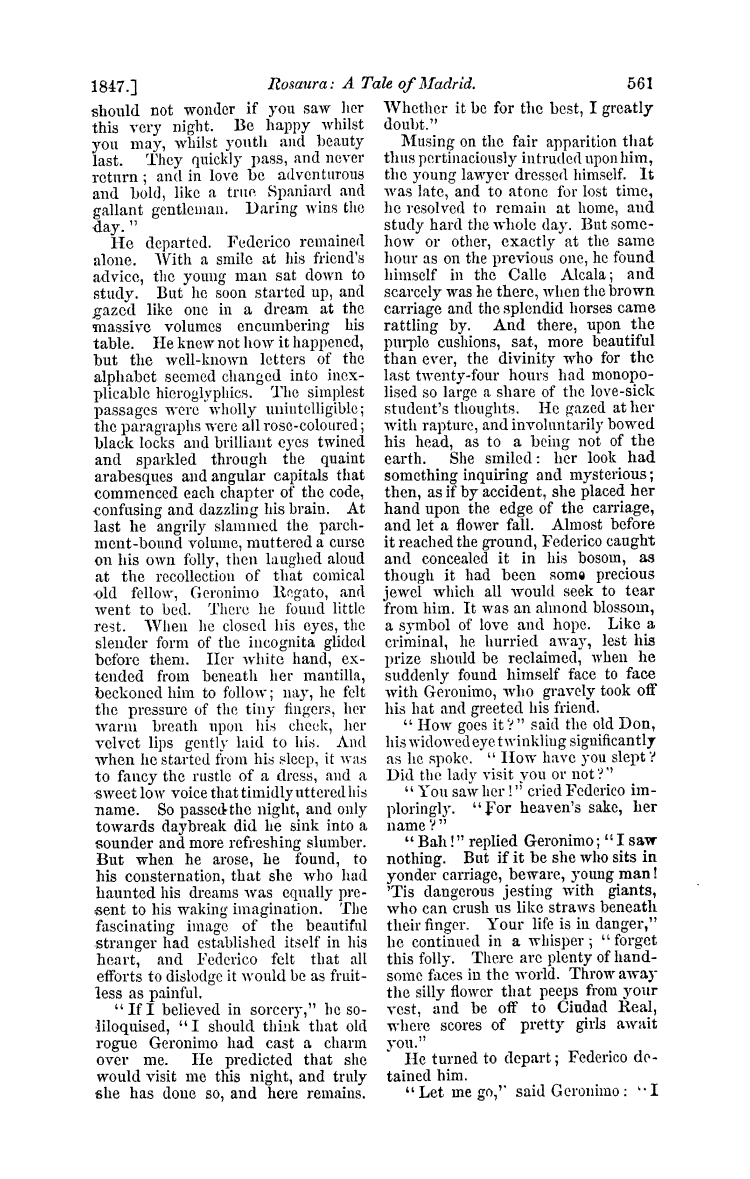 1847.] Rosaura: A Tale of Madrid. 561
should not wonder if you saw her
this very night. Be happy whilst
you may, whilst youth and beauty
last. They quickly pass, and never
return; and in love be adventurous
and bold, like a true Spaniard and
gallant gentleman. Daring wins the
day."
He departed. Federico remained
alone. With a smile at his friend's
advice, the young man sat down to
study. But he soon started up, and
gazed like one in a dream at the
massive volumes encumbering his
table. He knew not how it happened,
but the well-known letters of the
alphabet seemed changed into inex-
plicable hieroglyphics. The simplest
passages were wholly unintelligible;
the paragraphs were all rose-coloured;
black locks and brilliant eyes twined
and sparkled through the quaint
arabesques and angular capitals that
commenced each chapter of the code,
confusing and dazzling his brain. At
last he angrily slammed the parch-
ment-bound volume, muttered a curse
on his own folly, then laughed aloud
at the recollection of that comical
old fellow, Geronimo Regato, and
went to bed. There he found little
rest. When he closed his eyes, the
slender form of the incognita glided
before them. Her white hand, ex-
tended from beneath her mantilla,
beckoned him to follow; nay, he felt
the pressure of the tiny fingers, her
warm breath upon his cheek, her
velvet lips gently laid to his. And
when he started from his sleep, it was
to fancy the rustle of a dress, and a
sweet low voice that timidly uttered his
name. So passed the night, and only
towards daybreak did he sink into a
sounder and more refreshing slumber.
But when he arose, he found, to
his consternation, that she who had
haunted his dreams was equally pre-
sent to his waking imagination. The
fascinating image of the beautiful
stranger had established itself in his
heart, and Federico felt that all
efforts to dislodge it would be as fruit-
less as painful.
"If I believed in sorcery," he so-
liloquised, "I should think that old
rogue Geronimo had cast a charm
over me. He predicted that she
would visit me this night, and truly
she has done so, and here remains.
Whether it be for the best, I greatly
doubt."
Musing on the fair apparition that
thus pertinaciously intruded upon him,
the young lawyer dressed himself. It
was late, and to atone for lost time,
he resolved to remain at home, and
study hard the whole day. But some-
how or other, exactly at the same
hour as on the previous one, he found
himself in the Calle Alcala; and
scarcely was he there, when the brown
carriage and the splendid horses came
rattling by. And there, upon the
purple cushions, sat, more beautiful
than ever, the divinity who for the
last twenty-four hours had monopo-
lised so large a share of the love-sick
student's thoughts. He gazed at her
with rapture, and involuntarily bowed
his head, as to a being not of the
earth. She smiled: her look had
something inquiring and mysterious;
then, as if by accident, she placed her
hand upon the edge of the carriage,
and let a flower fall. Almost before
it reached the ground, Federico caught
and concealed it in his bosom, as
though it had been some precious
jewel which all would seek to tear
from him. It was an almond blossom,
a symbol of love and hope. Like a
criminal, he hurried away, lest his
prize should be reclaimed, when he
suddenly found himself face to face
with Geronimo, who gravely took off
his hat and greeted his friend.
"How goes it?" said the old Don,
his widowed eye twinkling significantly
as he spoke. "How have you slept?
Did the lady visit you or not?"
"You saw her!" cried Federico im-
ploringly. "For heaven's sake, her
name?"
"Bah!" replied Geronimo; "I saw
nothing. But if it be she who sits in
yonder carriage, beware, young man!
'Tis dangerous jesting with giants,
who can crush us like straws beneath
their finger. Your life is in danger,"
he continued in a whisper; "forget
this folly. There are plenty of hand-
some faces in the world. Throw away
the silly flower that peeps from your
vest, and be off to Ciudad Real,
where scores of pretty girls await
you."
He turned to depart; Federico de-
tained him.
"Let me go," said Geronimo: "I